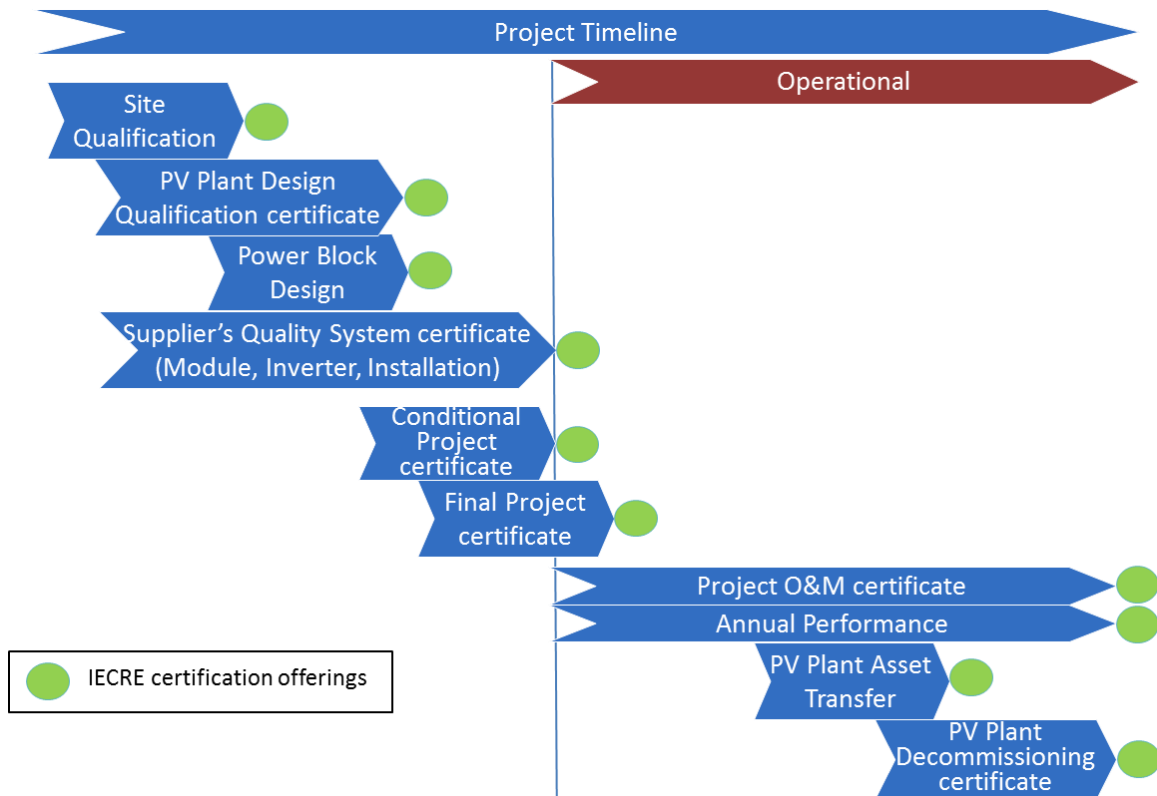 Project Timeline
Operational
Site
Qualification
PV Plant Design
Qualification certificate
Power Block
Design
Supplier’s Quality System certificate
(Module, Inverter, Installation)
Conditional
Project
certificate
Final Project
certificate
Project O&M certificate
Annual Performance
PV Plant Asset
Transfer
IECRE certification offerings
PV Plant
Decommissioning
certificate